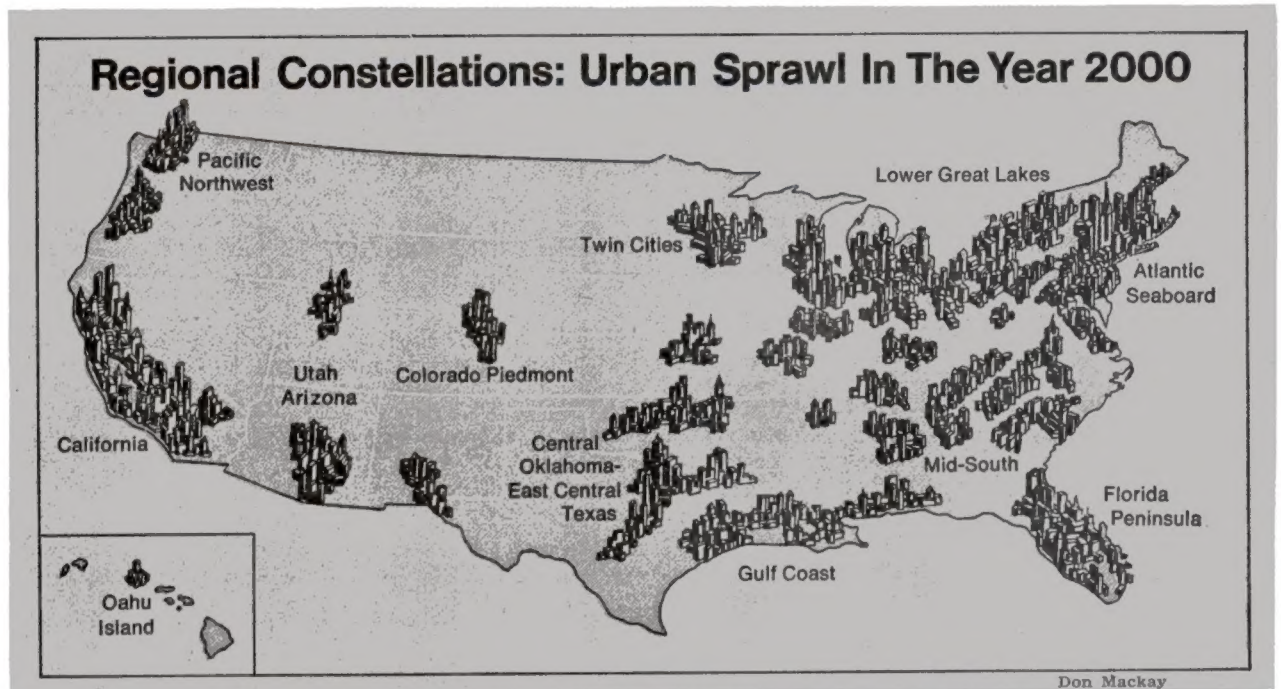 Regional Constellations: Urban Sprawl In The Year 2000
Pacific
Northwest
Lower Great Lakes
Twin Cities
Atlantic
Seaboard
Utah
Arizona
Colorado Piedmont
California
Central
Oklahoma-
East Central
Texas
Mid-South
Florida
Peninsula
Gulf Coast
Oahu
Island
Don Mackay